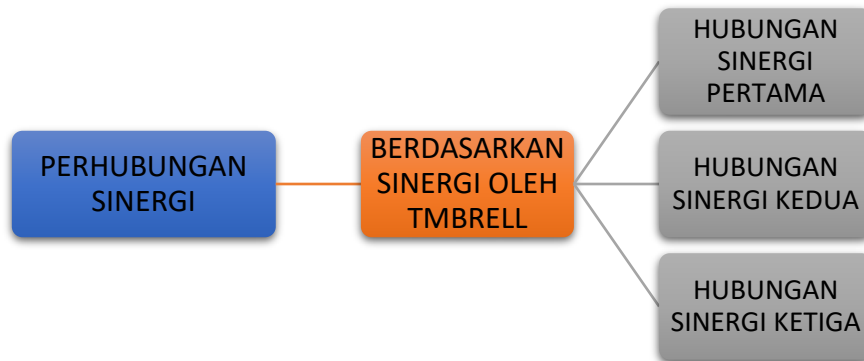 PERHUBUNGAN
SINERGI
BERDASARKAN
SINERGI OLEH
TMBRELL
HUBUNGAN
SINERGI
PERTAMA
HUBUNGAN
SINERGI KEDUA
HUBUNGAN
SINERGI KETIGA